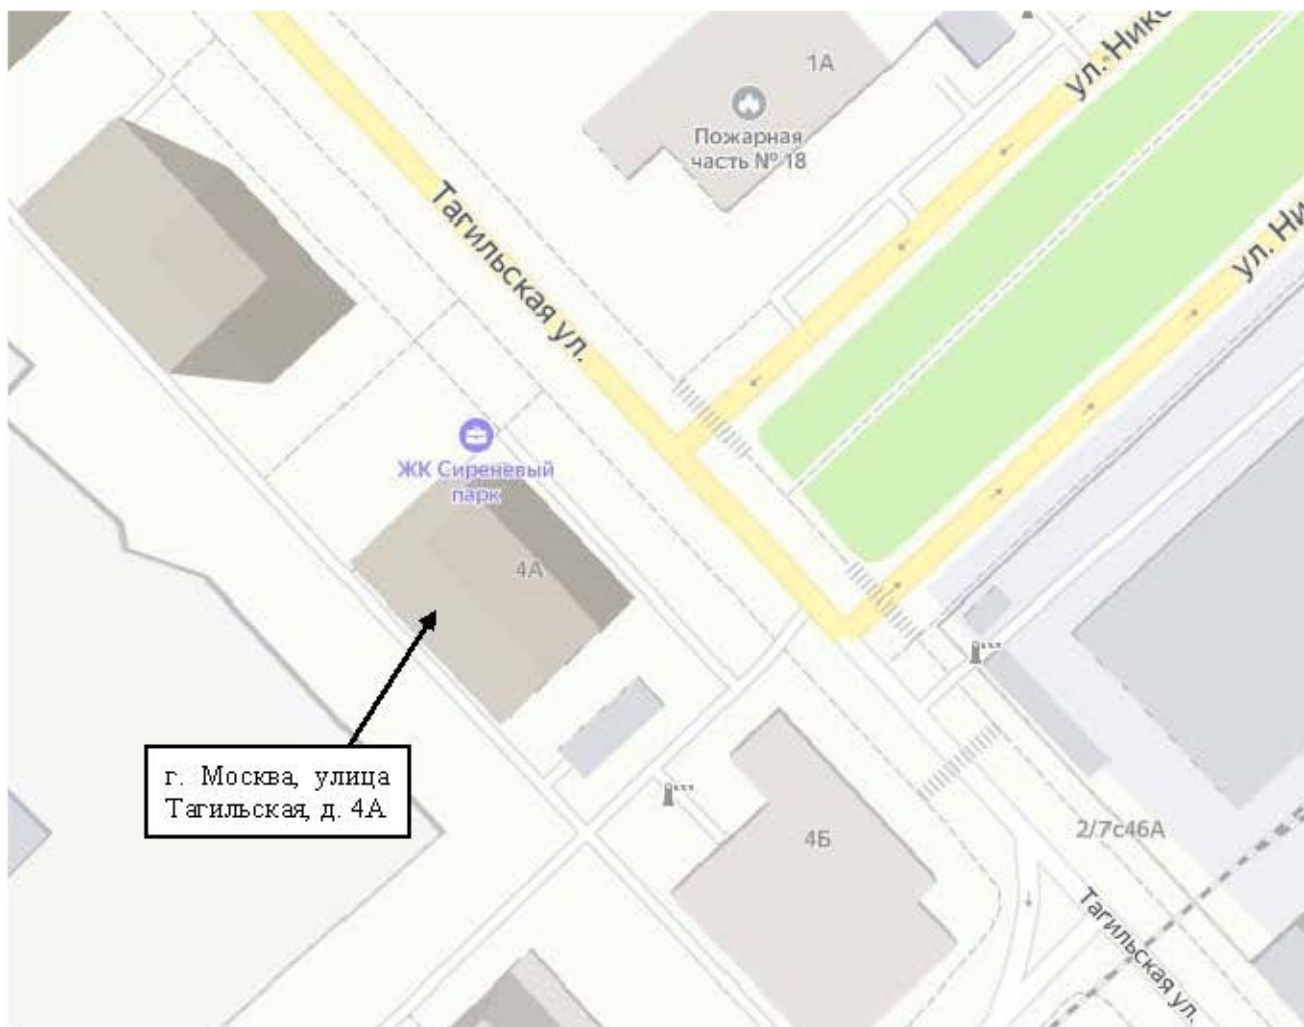 1А
ул. Нико
Пожарная
часть № 18
Тагильская ул.
ул. Ни
ЖК Сиреневый
парк
4А
г. Москва, улица
Тагильская, д. 4А
4Б
2/7с46А
Тагильская ул.